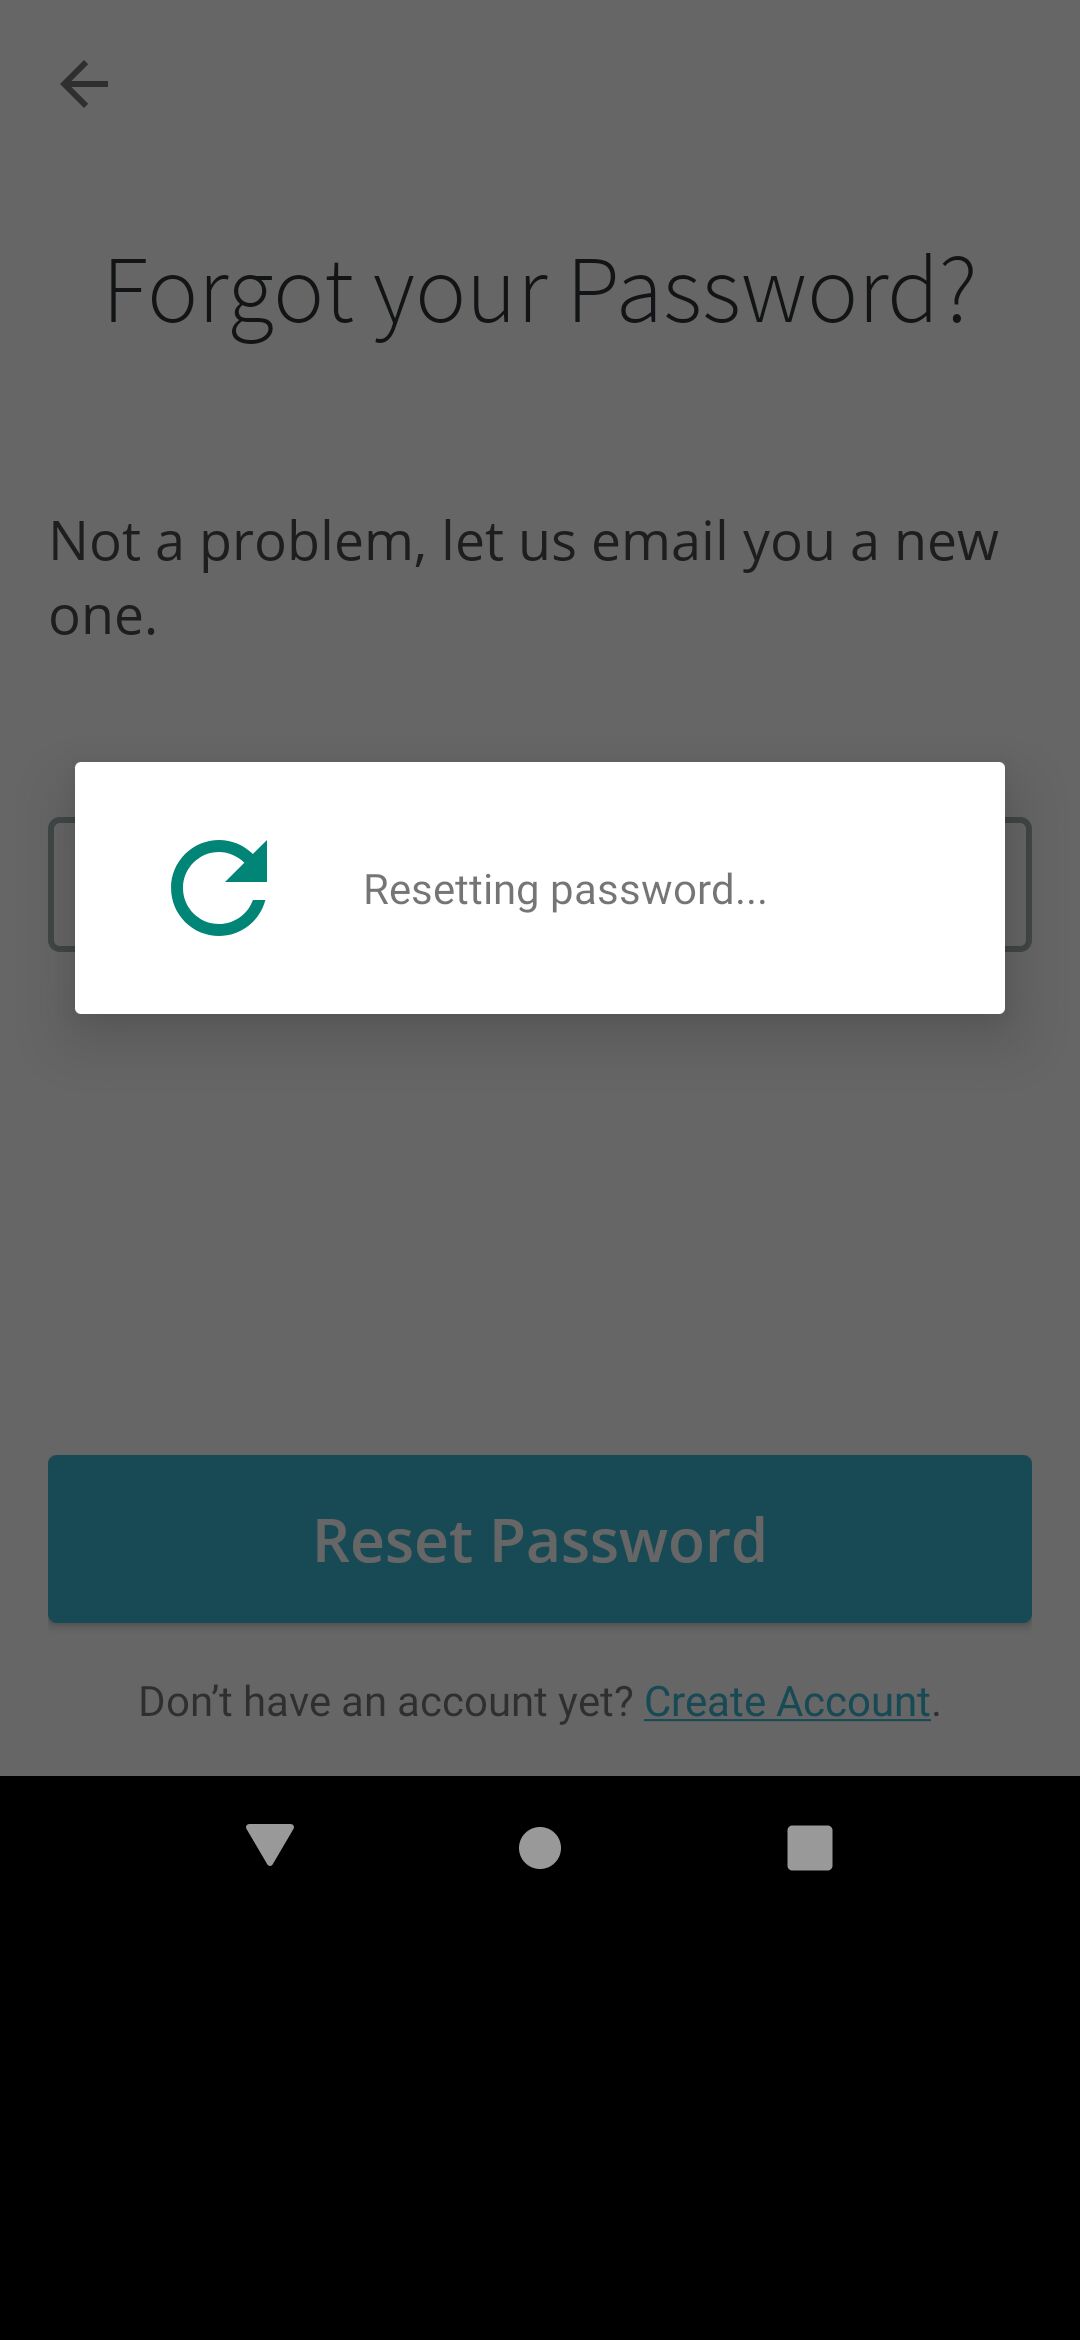 Forgot your Password?
Not a problem, let us email you a new
one.
Resetting password...
Reset Password
Don’t have an account yet? Create Account.